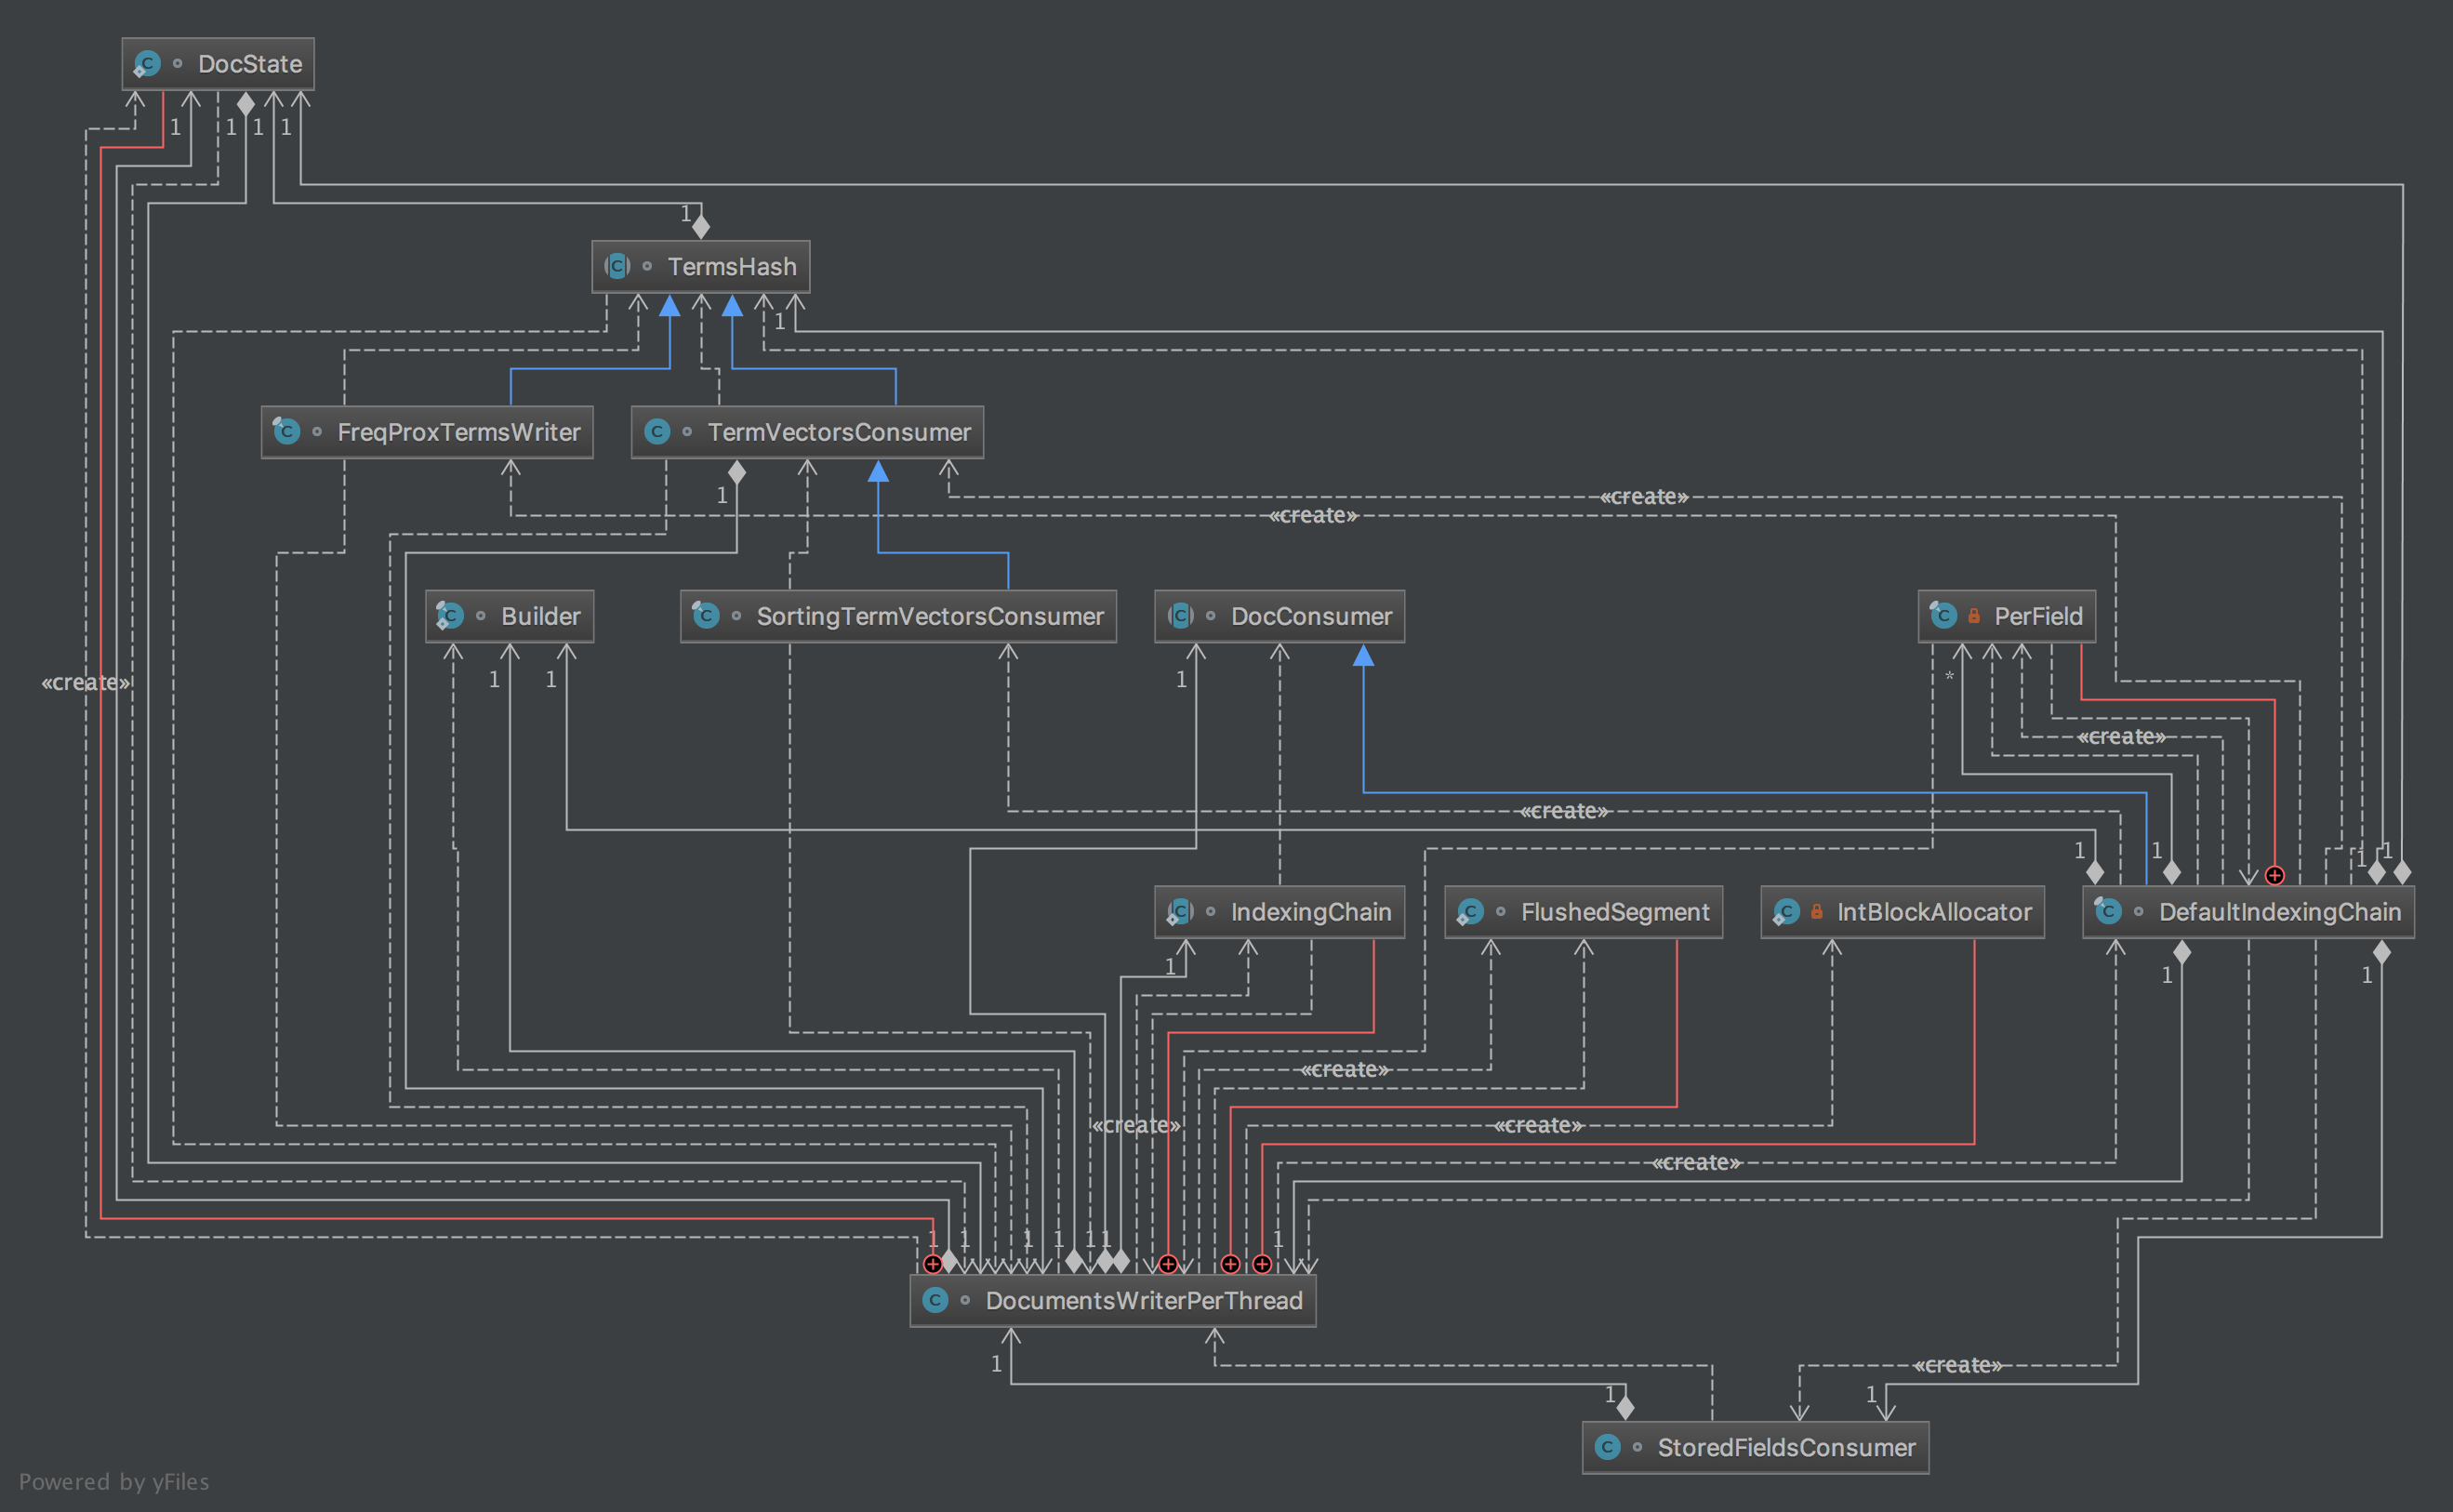 DocState
1
1
1
1
1
TermsHash
1
FreqProxTermsWriter
TermVectorsConsumer
1
«create»
«create»
Builder
SortingTermVectorsConsumer
DocConsumer
PerField
«create»
1
1
1
*
«create»
«create»
1
1
1
1
IndexingChain
FlushedSegment
IntBlockAllocator
DefaultIndexingChain
1
1
1
«create»
«create»
«create»
«create»
1
1
1
1
1
1
1
DocumentsWriterPerThread
1
«create»
1
1
StoredFieldsConsumer
Powered by yFiles